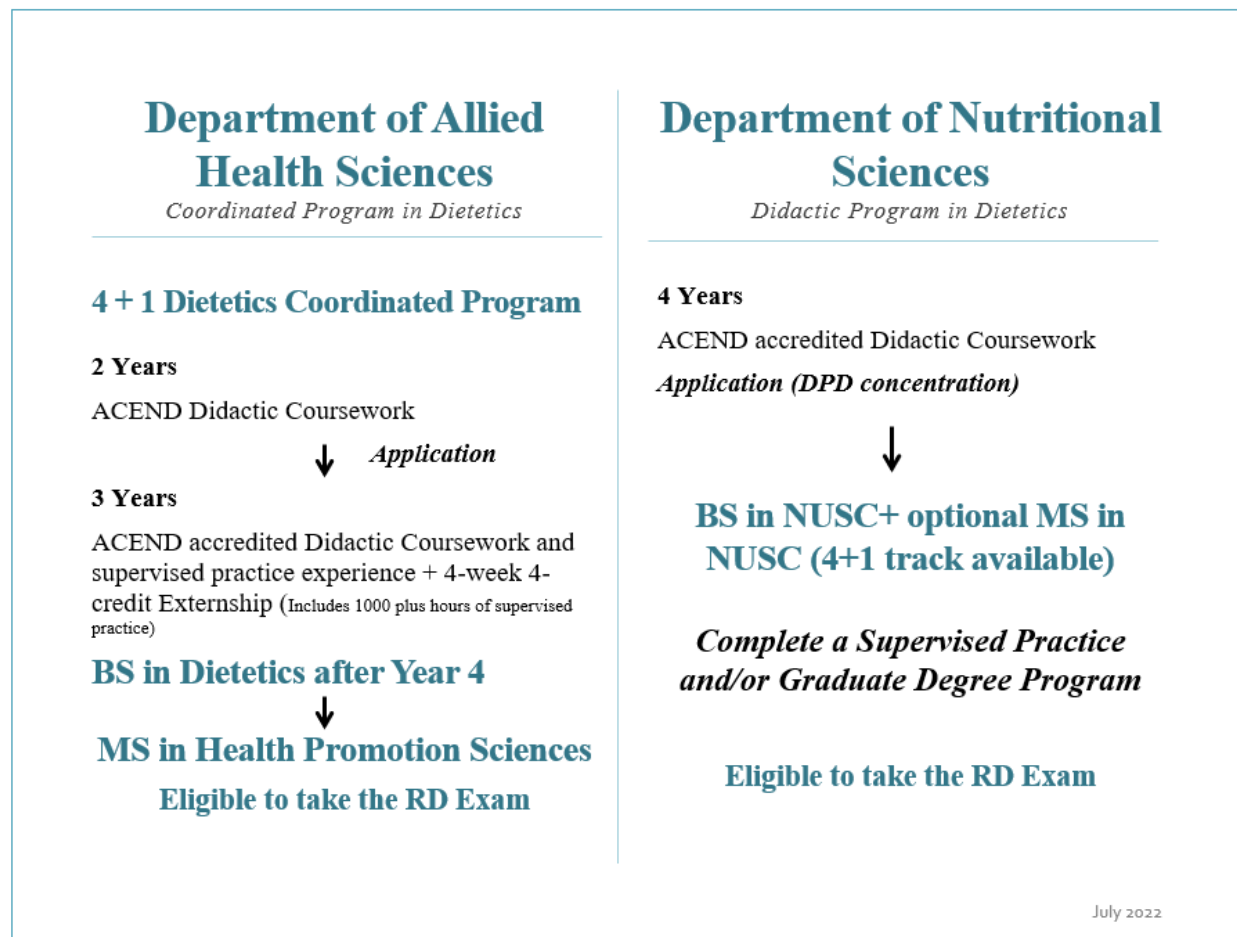 Department of Allied
Health Sciences
Coordinated Program in Dietetics
4 + 1 Dietetics Coordinated Program
2 Years
ACEND Didactic Coursework
Application
3 Years
ACEND accredited Didactic Coursework and
supervised practice experience + 4-week 4-
credit Externship (Includes 1000 plus hours of supervised
practice)
BS in Dietetics after Year 4
MS in Health Promotion Sciences
Eligible to take the RD Exam
Department of Nutritional
Sciences
Didactic Program in Dietetics
4 Years
ACEND accredited Didactic Coursework
Application (DPD concentration)
BS in NUSC+ optional MS in
NUSC (4+1 track available)
Complete a Supervised Practice
and/or Graduate Degree Program
Eligible to take the RD Exam
July 2022